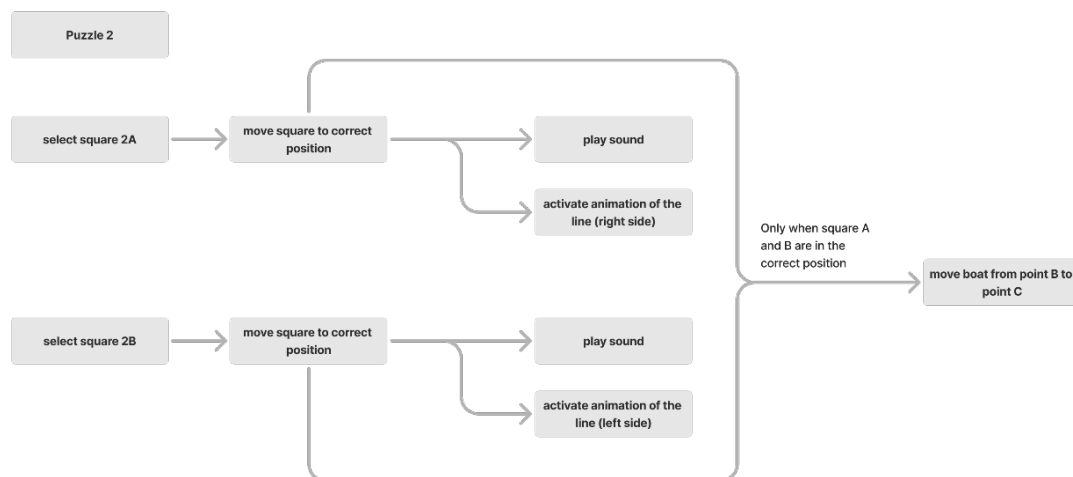 Puzzle 2
select square 2A
move square to correct
position
play sound
activate animation of the
line (right side)
Only when square A
and B are in the
correct position
move boat from point B to
point C
select square 2B
move square to correct
position
play sound
activate animation of the
line (left side)